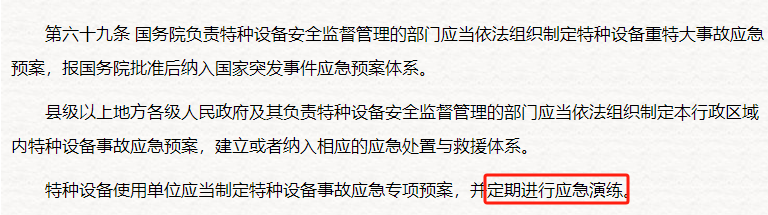 第六十九条 国务院负责特种设备安全监督管理的部门应当依法组织制定特种设备重特大事故应急
预案，报国务院批准后纳入国家突发事件应急预案体系。
县级以上地方各级人民政府及其负责特种设备安全监督管理的部门应当依法组织制定本行政区域
内特种设备事故应急预案，建立或者纳入相应的应急处置与救援体系。
特种设备使用单位应当制定特种设备事故应急专项预案，并定期进行应急演练。